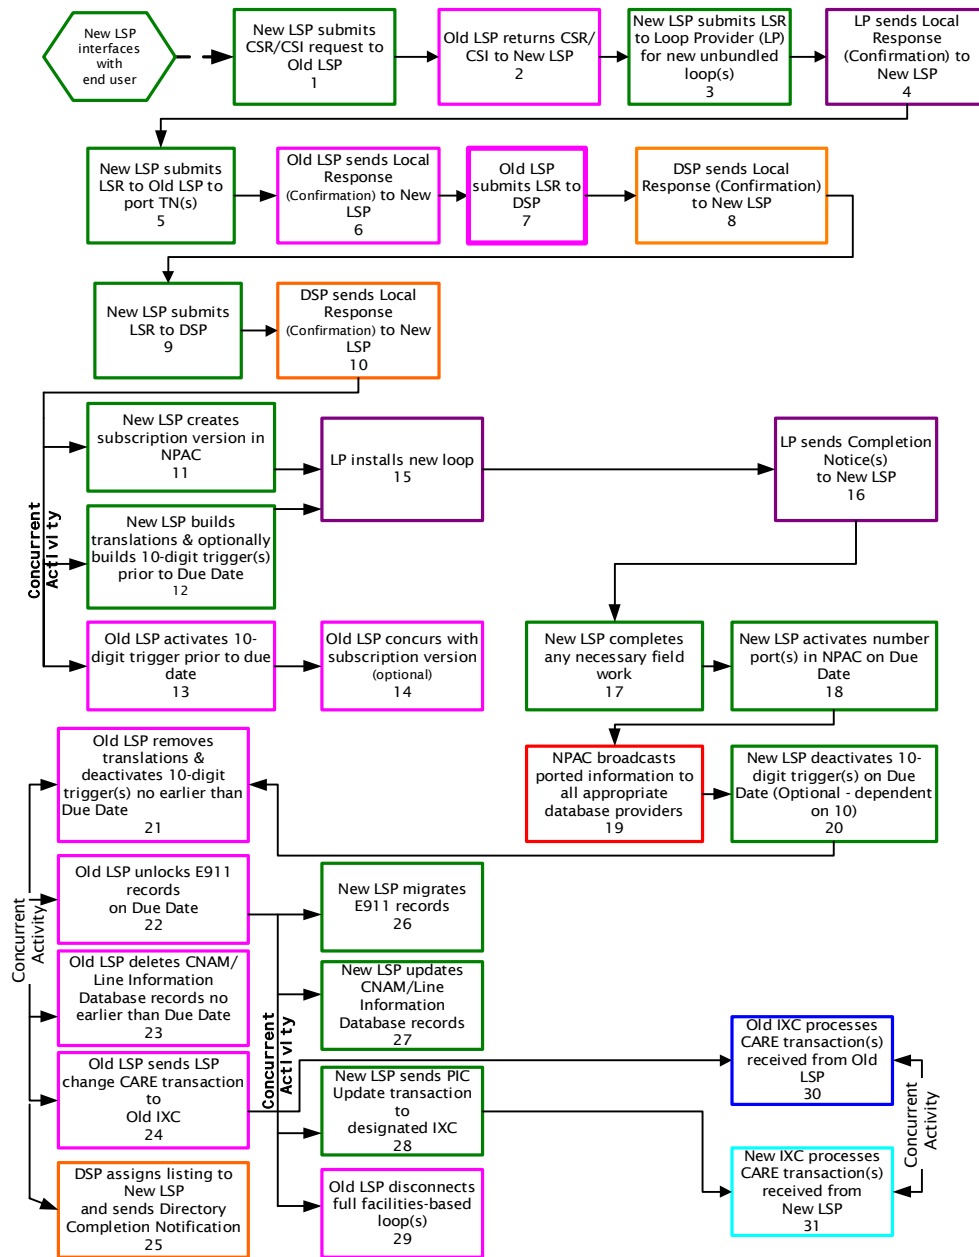 New LSP
interfaces
with
end user
New LSP submits
CSR/CSI request to
Old LSP
1
Old LSP returns CSR/
CSI to New LSP
2
New LSP submits LSR
to Loop Provider (LP)
for new unbundled
loop(s)
3
LP sends Local
Response
(Confirmation) to
New LSP
4
New LSP submits
LSR to Old LSP to
port TN(s)
5
Old LSP sends Local
Response
(Confirmation) to New
LSP
6
Old LSP
submits LSR to
DSP
7
DSP sends Local
Response (Confirmation)
to New LSP
8
New LSP submits
LSR to DSP
9
DSP sends Local
Response
(Confirmation) to New
LSP
10
Concurrent
Activity
New LSP creates
subscription version in
NPAC
11
New LSP builds
translations & optionally
builds 10-digit trigger(s)
prior to Due Date
12
Old LSP activates 10-
digit trigger prior to due
date
13
Old LSP concurs with
subscription version
(optional)
14
LP installs new loop
15
LP sends Completion
Notice(s)
to New LSP
16
New LSP completes
any necessary field
work
17
New LSP activates number
port(s) in NPAC on Due
Date
18
NPAC broadcasts
ported information to
all appropriate
database providers
19
New LSP deactivates 10-
digit trigger(s) on Due
Date (Optional - dependent
on 10)
20
Old LSP removes
translations &
deactivates 10-digit
trigger(s) no earlier than
Due Date
21
Concurrent
Activity
Old LSP unlocks E911
records
on Due Date
22
Old LSP deletes CNAM/
Line Information
Database records no
earlier than Due Date
23
Old LSP sends LSP
change CARE transaction
to
Old IXC
24
DSP assigns listing to
New LSP
and sends Directory
Completion Notification
25
Concurrent
Activity
New LSP migrates
E911 records
26
New LSP updates
CNAM/Line
Information
Database records
27
New LSP sends PIC
Update transaction
to
designated IXC
28
Old LSP disconnects
full facilities-based
loop(s)
29
Old IXC processes
CARE transaction(s)
received from Old
LSP
30
New IXC processes
CARE transaction(s)
received from
New LSP
31
Concurrent
Activity